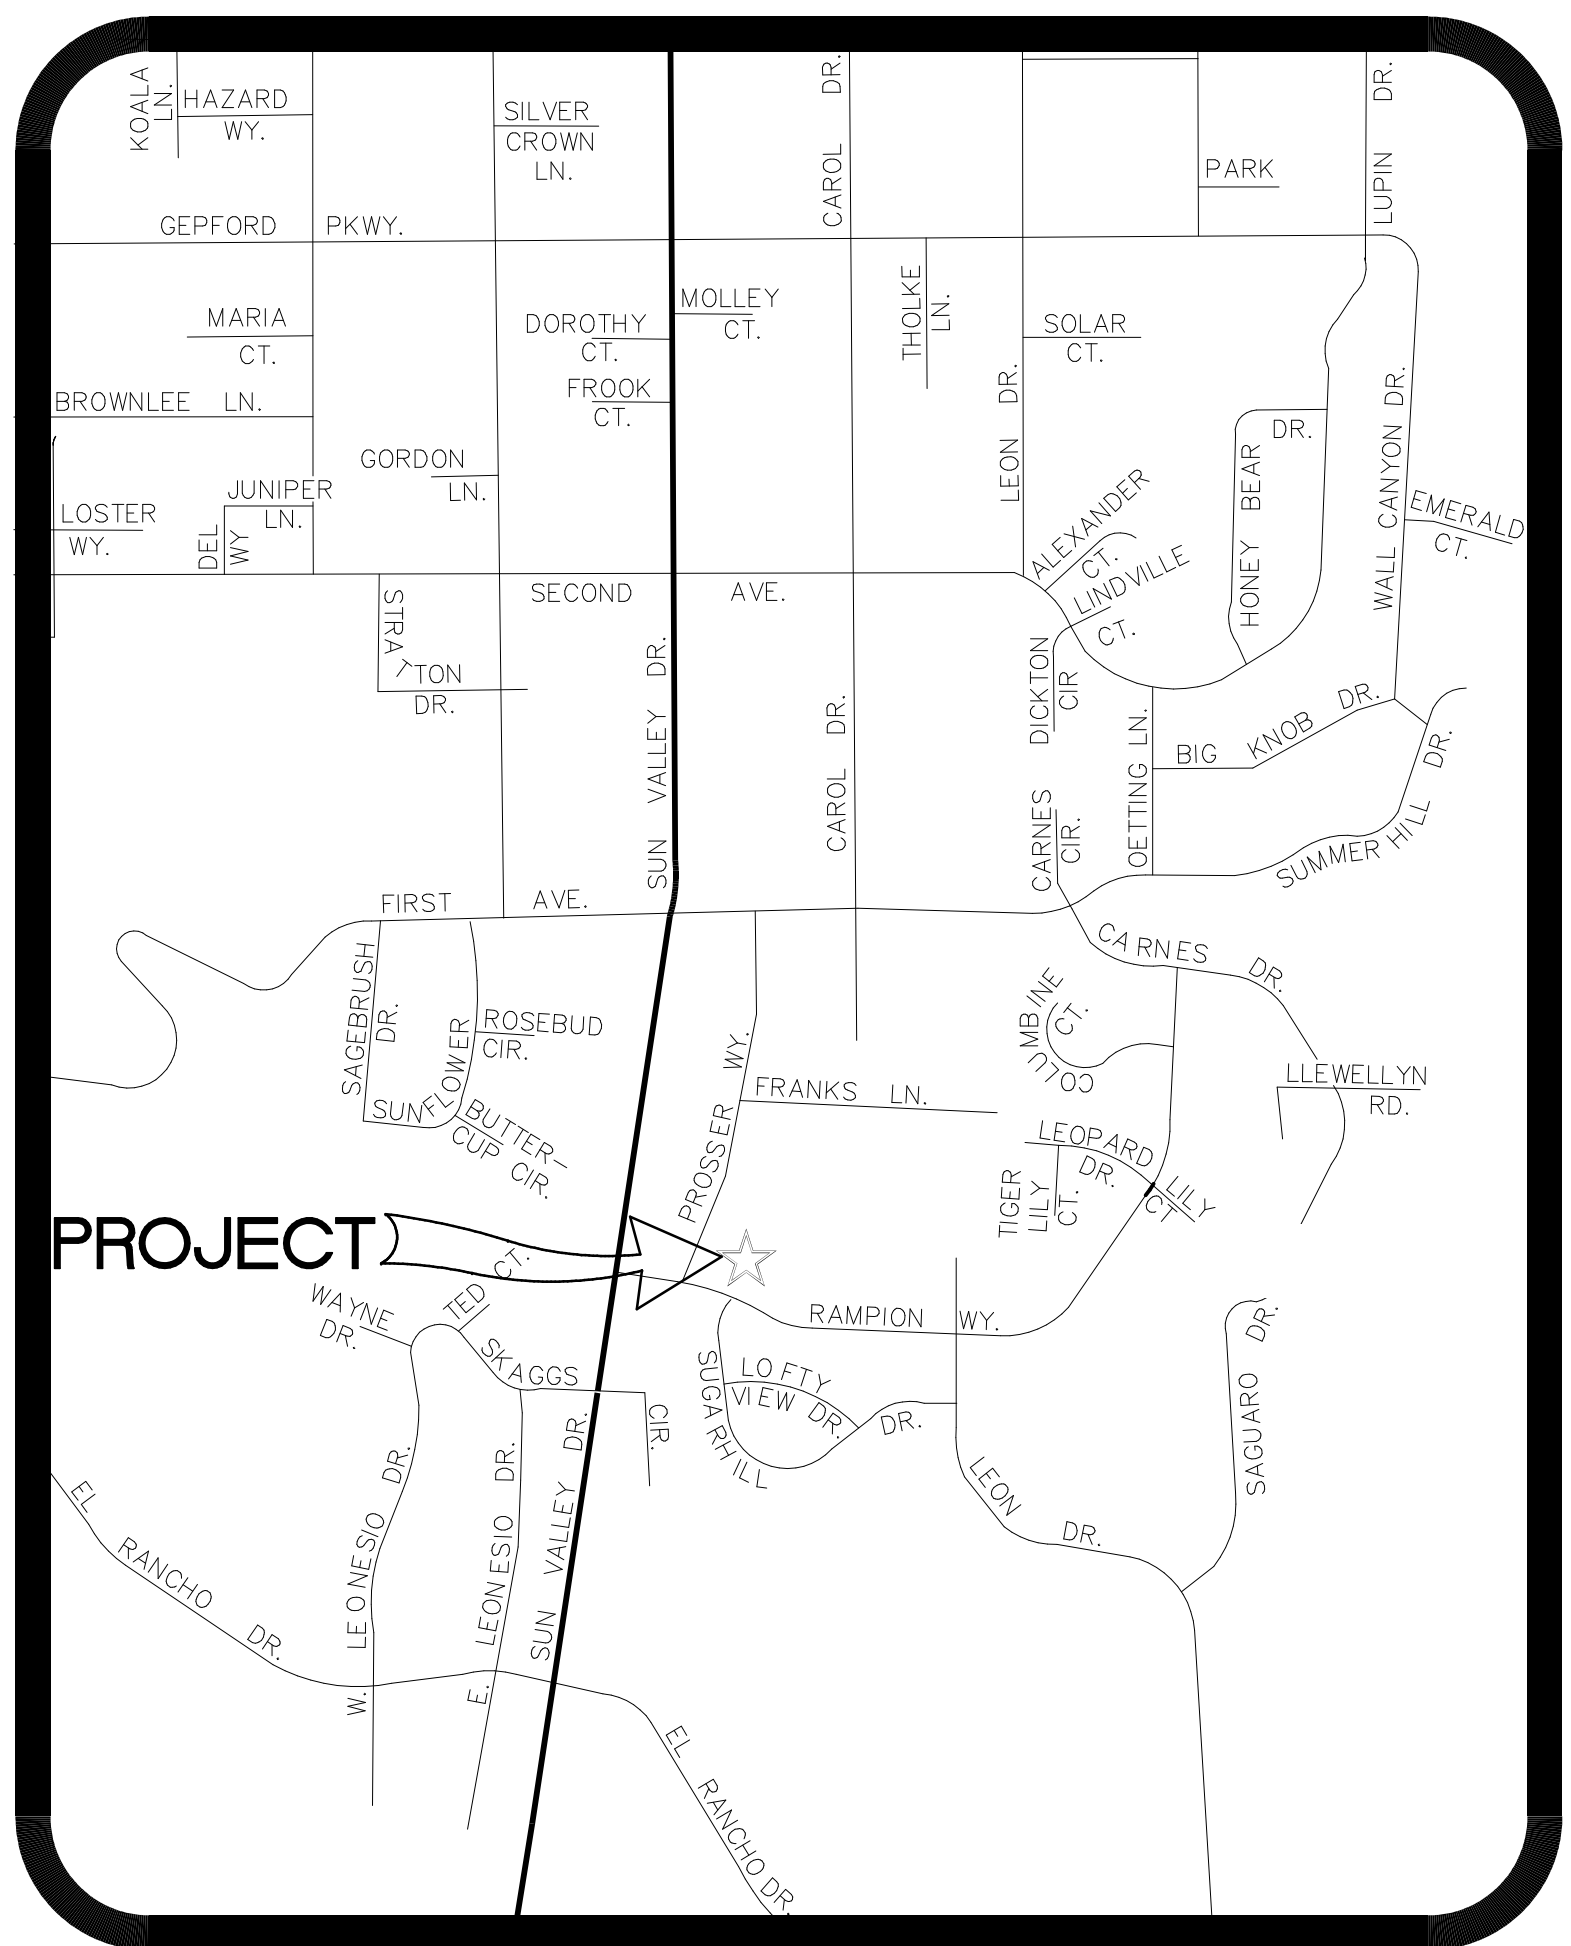 KOALA
LN.
HAZARD
WY.
SILVER
CROWN
LN.
CAROL DR.
PARK
LUPIN DR.
GEPFORD PKWY.
MARIA
CT.
DOROTHY
CT.
FROOK
CT.
MOLLEY
CT.
THOLKE
LN.
SOLAR
CT.
LEON DR.
BROWNLEE LN.
GORDON
LN.
JUNIPER
LN.
LOSTER
WY.
DEL
WY
ALEXANDER
CT.
LINDVILLE
CT.
HONEY BEAR
DR.
WALL CANYON DR.
EMERALD
CT.
SECOND AVE.
STRATTON
DR.
SUN VALLEY DR.
CAROL DR.
DICKTON
CIR
OETTING LN.
BIG KNOB DR.
CARNES
CIR.
SUMMER HILL DR.
FIRST AVE.
CARNES DR.
SAGEBRUSH
DR.
SUNFLOWER
ROSEBUD
CIR.
BUTTER-
CUP CIR.
PROSSER WY.
FRANKS LN.
COLUMBINE
CT.
LLEWELLYN
RD.
LEOPARD
DR.
LILY
CT
TIGER
LILY
CT.
PROJECT
TED CT.
WAYNE
DR.
SKAGGS
CIR.
RAMPION WY.
SUGARHILL
DR.
LOFTY
VIEW DR.
SAGUARO DR.
LEON DR.
EL RANCHO DR.
W. LEONESIO DR.
E. LEONESIO DR.
SUN VALLEY DR.
EL RANCHO DR.